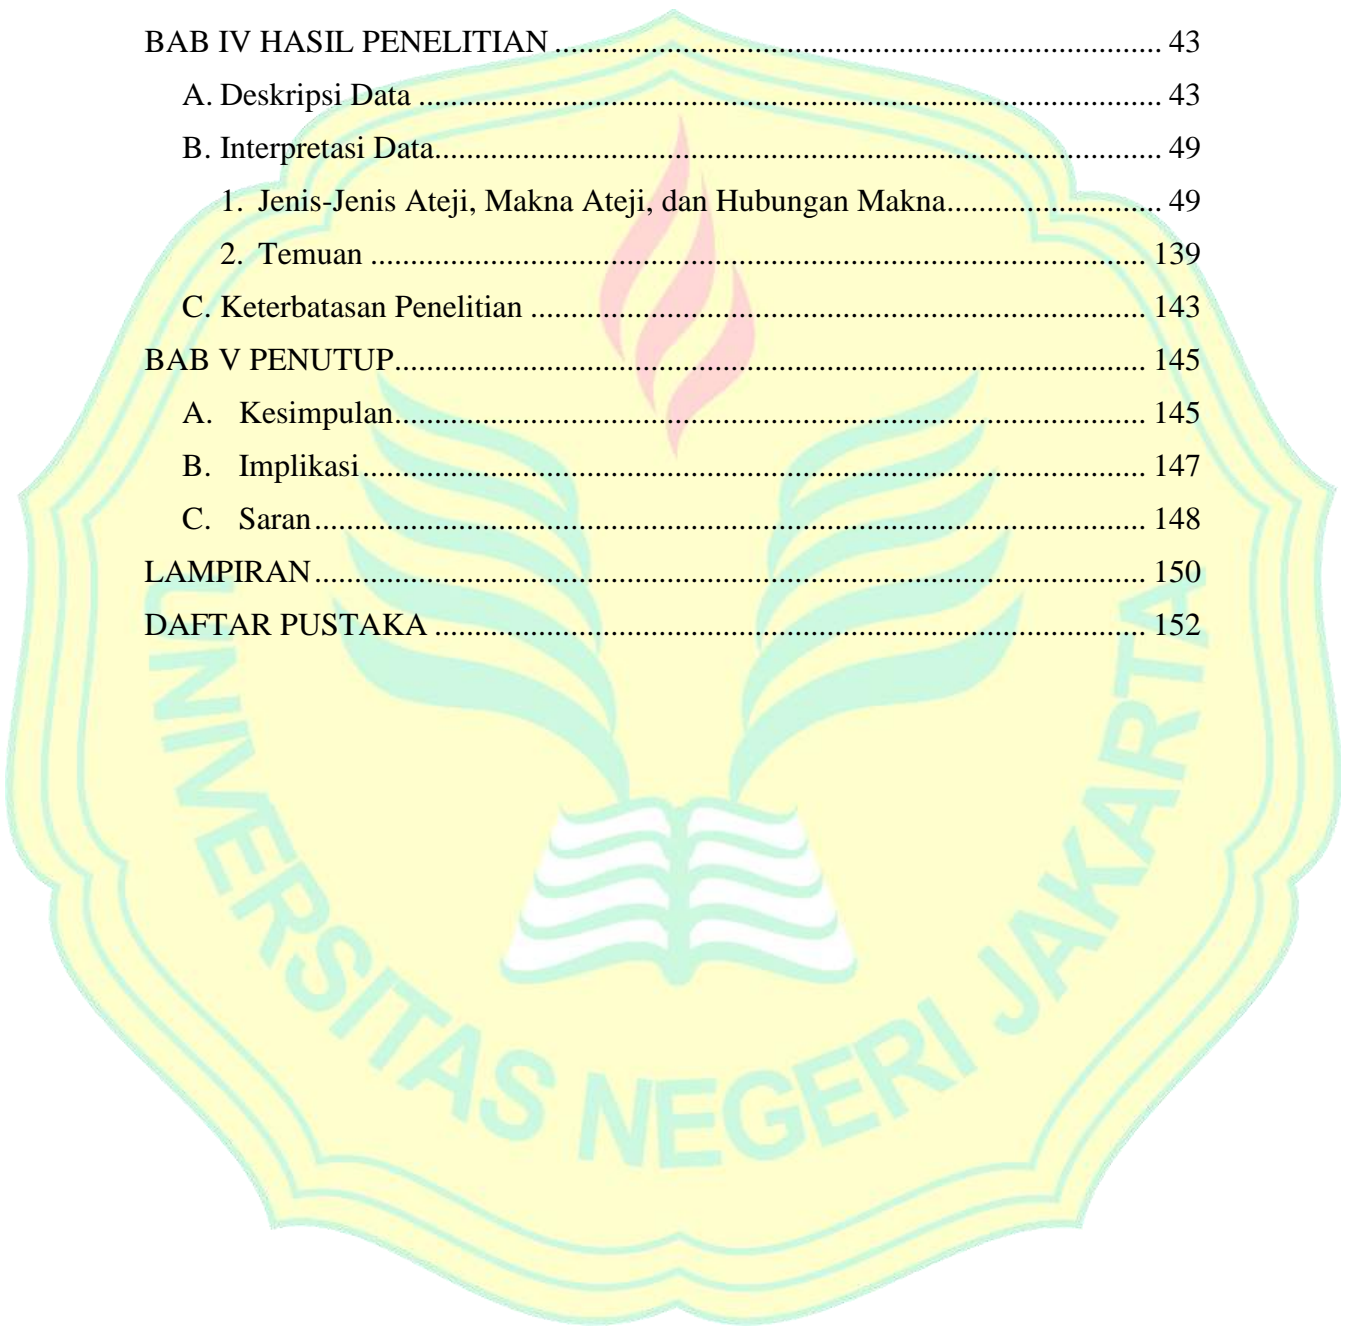 BAB IV HASIL PENELITIAN ........................................................................... 43
A. Deskripsi Data ............................................................................................ 43
B. Interpretasi Data.......................................................................................... 49
1. Jenis-Jenis Ateji, Makna Ateji, dan Hubungan Makna........................... 49
2. Temuan ................................................................................................ 139
C. Keterbatasan Penelitian ............................................................................ 143
BAB V PENUTUP............................................................................................. 145
A. Kesimpulan.............................................................................................. 145
B. Implikasi.................................................................................................. 147
C. Saran........................................................................................................ 148
LAMPIRAN....................................................................................................... 150
DAFTAR PUSTAKA ........................................................................................ 152
UNIVERSITAS NEGERI JAKARTA